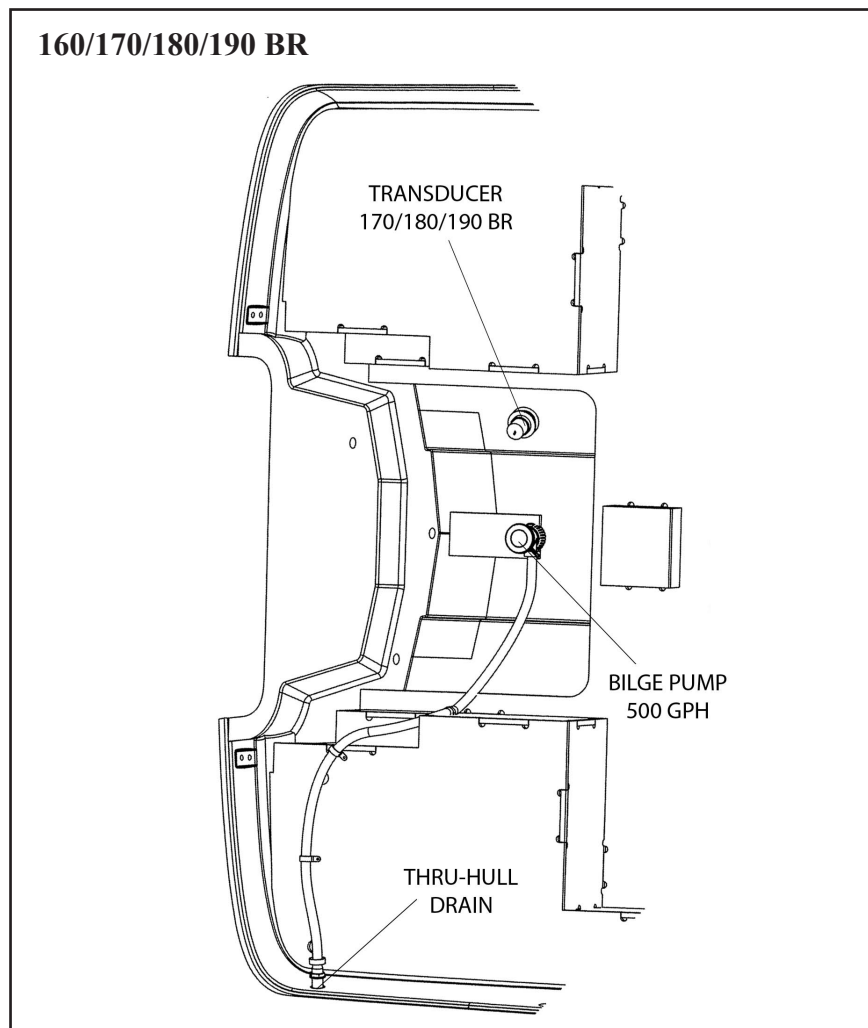 160/170/180/190 BR
TRANSDUCER
170/180/190 BR
BILGE PUMP
500 GPH
THRU-HULL
DRAIN